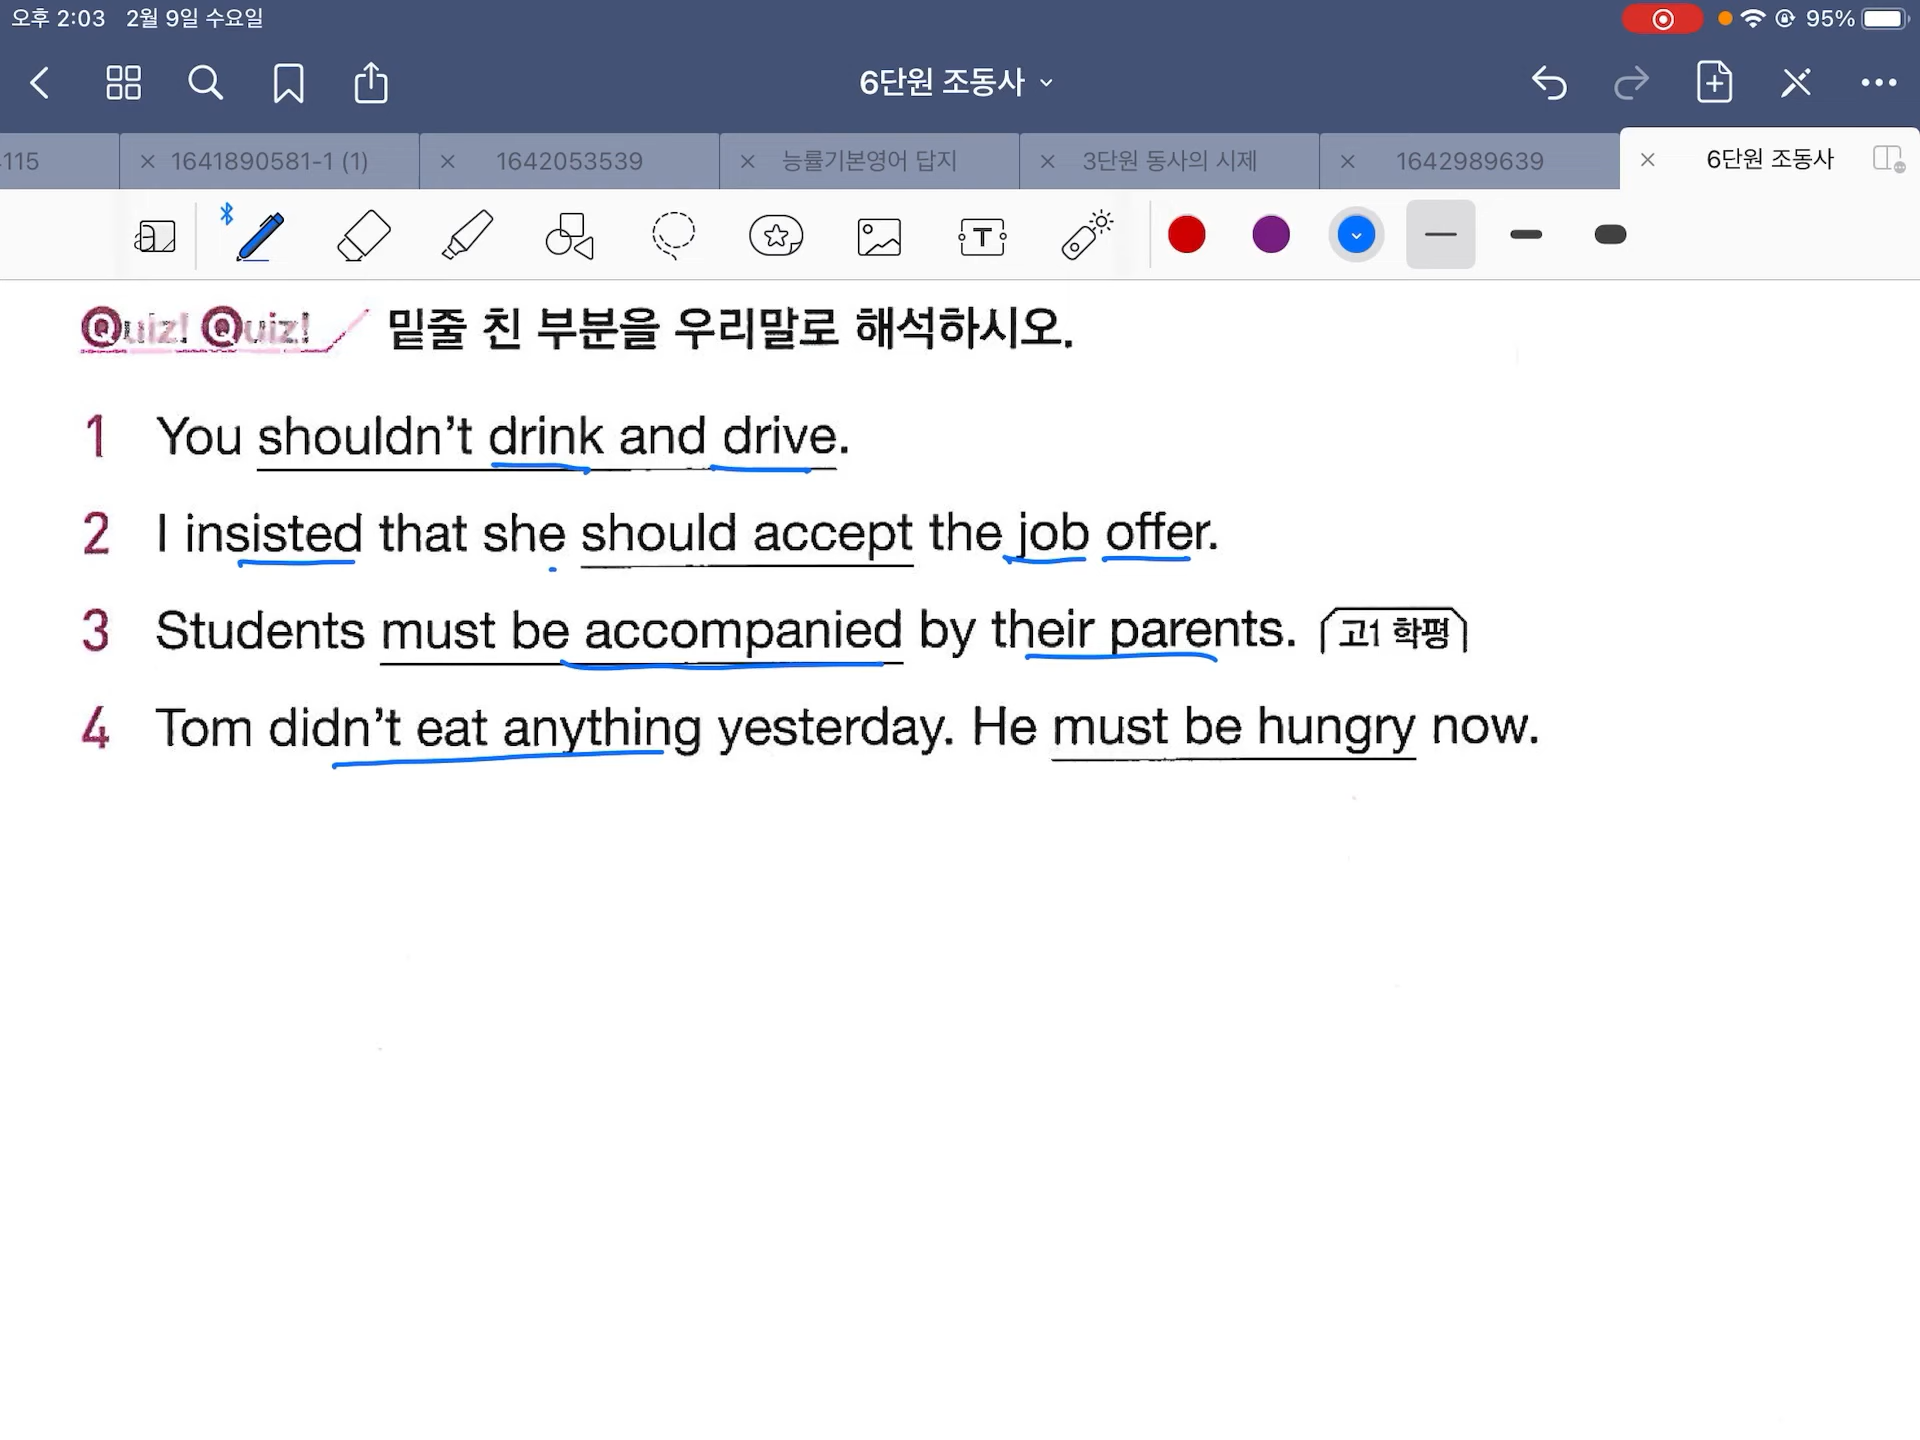 오후 2:03 2월 9일 수요일 95%
6단원 조동사
115 1641890581-1 (1) 1642053539 능률기본영어 답지 3단원 동사의 시제 1642989639 6단원 조동사
Quiz! Quiz! 밑줄 친 부분을 우리말로 해석하시오.
1 You shouldn't drink and drive.
2 I insisted that she should accept the job offer.
3 Students must be accompanied by their parents. 고1 학평
4 Tom didn't eat anything yesterday. He must be hungry now.